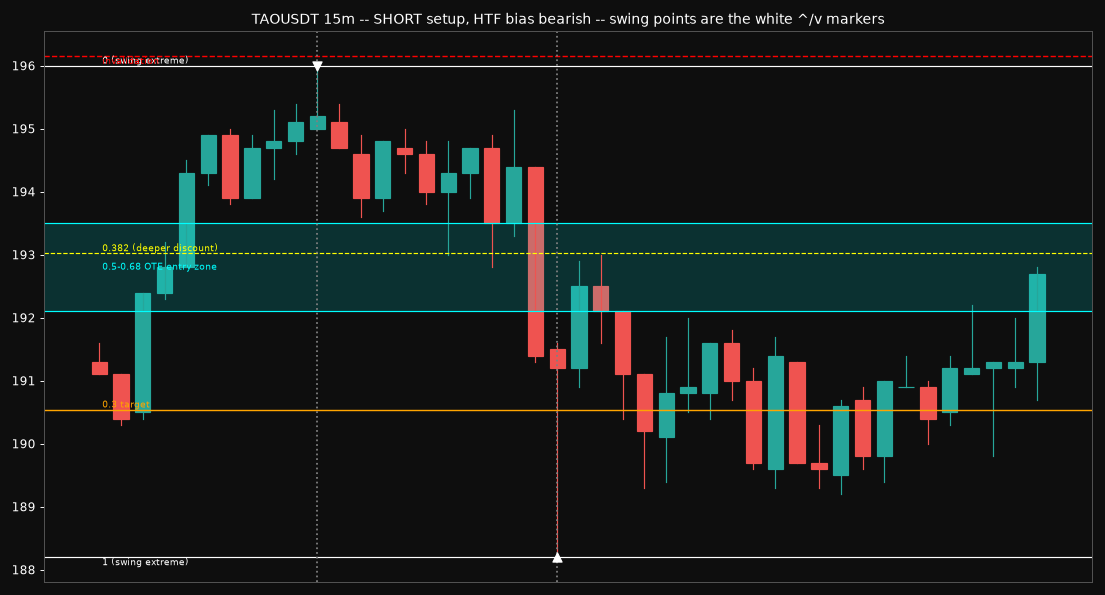 TAOUSDT 15m -- SHORT setup, HTF bias bearish -- swing points are the white ^/v markers
196
0 (swing extreme)
195
194
0.382 (deeper discount)
193
0.5-0.68 OTE entry zone
192
191
0.3 target
190
189
1 (swing extreme)
188